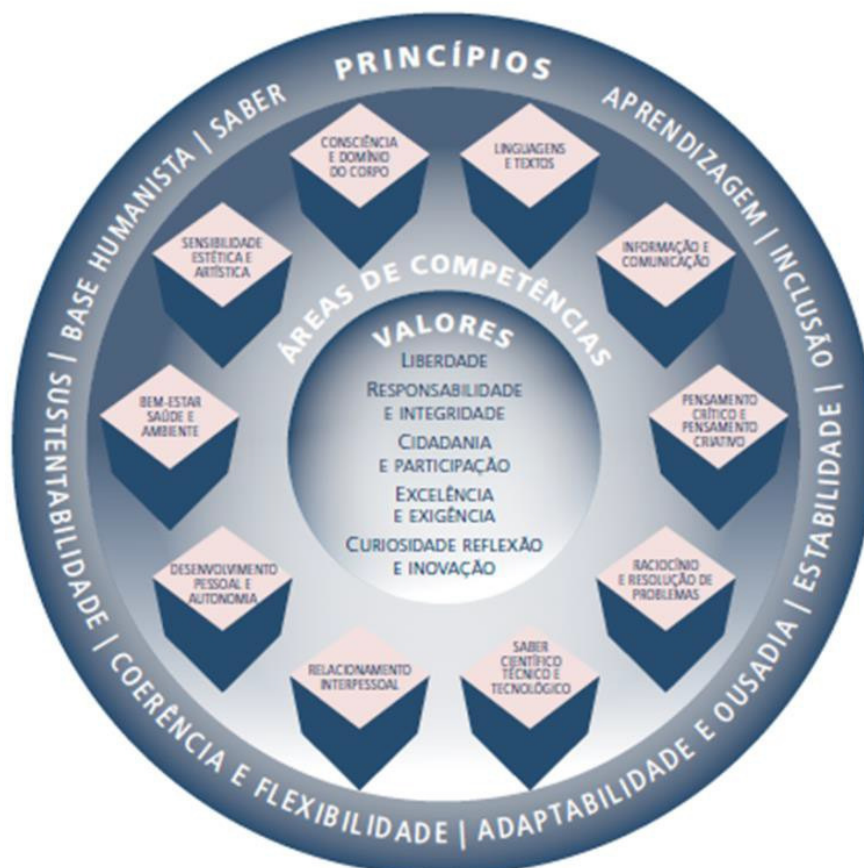 PRINCÍPIOS
BASE HUMANISTA | SABER
APRENDIZAGEM | INCLUSÃO |
ESTABILIDADE |
ADAPTABILIDADE E OUSADIA |
COERÊNCIA E FLEXIBILIDADE |
SUSTENTABILIDADE |
ÁREAS DE COMPETÊNCIAS
CONSCIÊNCIA
E DOMÍNIO
DO CORPO
LINGUAGENS
E TEXTOS
INFORMAÇÃO E
COMUNICAÇÃO
PENSAMENTO
CRÍTICO E
PENSAMENTO
CRIATIVO
RACIOCÍNIO
E RESOLUÇÃO DE
PROBLEMAS
SABER
CIENTÍFICO
TÉCNICO E
TECNOLÓGICO
RELACIONAMENTO
INTERPESSOAL
DESENVOLVIMENTO
PESSOAL E
AUTONOMIA
BEM-ESTAR
SAÚDE E
AMBIENTE
SENSIBILIDADE
ESTÉTICA E
ARTÍSTICA
VALORES
LIBERDADE
RESPONSABILIDADE
E INTEGRIDADE
CIDADANIA
E PARTICIPAÇÃO
EXCELÊNCIA
E EXIGÊNCIA
CURIOSIDADE REFLEXÃO
E INOVAÇÃO